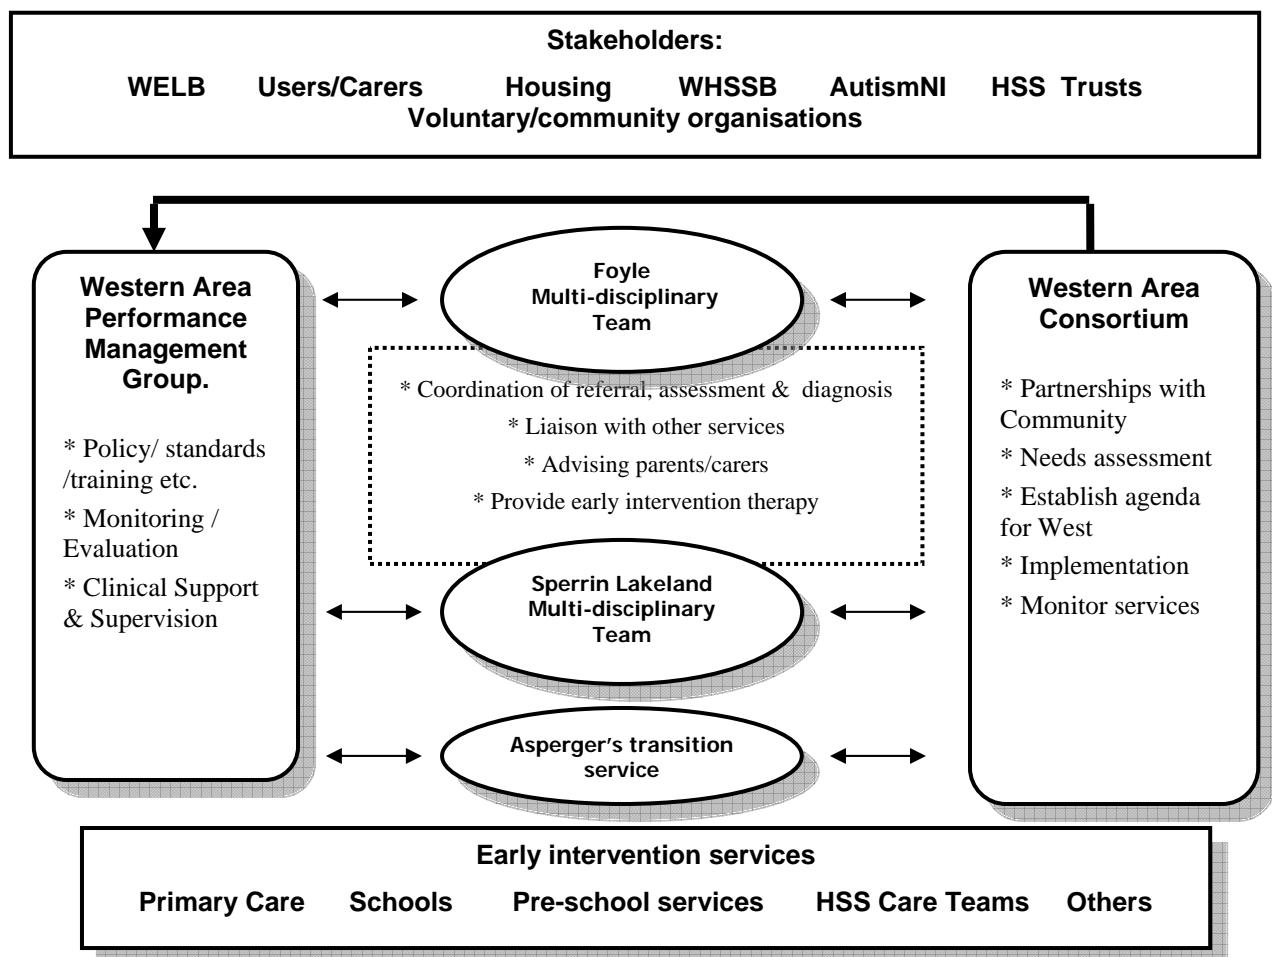 Stakeholders:
WELB Users/Carers Housing WHSSB AutismNI HSS Trusts
Voluntary/community organisations
Western Area
Performance
Management
Group.
* Policy/ standards
/training etc.
* Monitoring /
Evaluation
* Clinical Support
& Supervision
Foyle
Multi-disciplinary
Team
* Coordination of referral, assessment & diagnosis
* Liaison with other services
* Advising parents/carers
* Provide early intervention therapy
Sperrin Lakeland
Multi-disciplinary
Team
Asperger's transition
service
Western Area
Consortium
* Partnerships with
Community
* Needs assessment
* Establish agenda
for West
* Implementation
* Monitor services
Early intervention services
Primary Care Schools Pre-school services HSS Care Teams Others